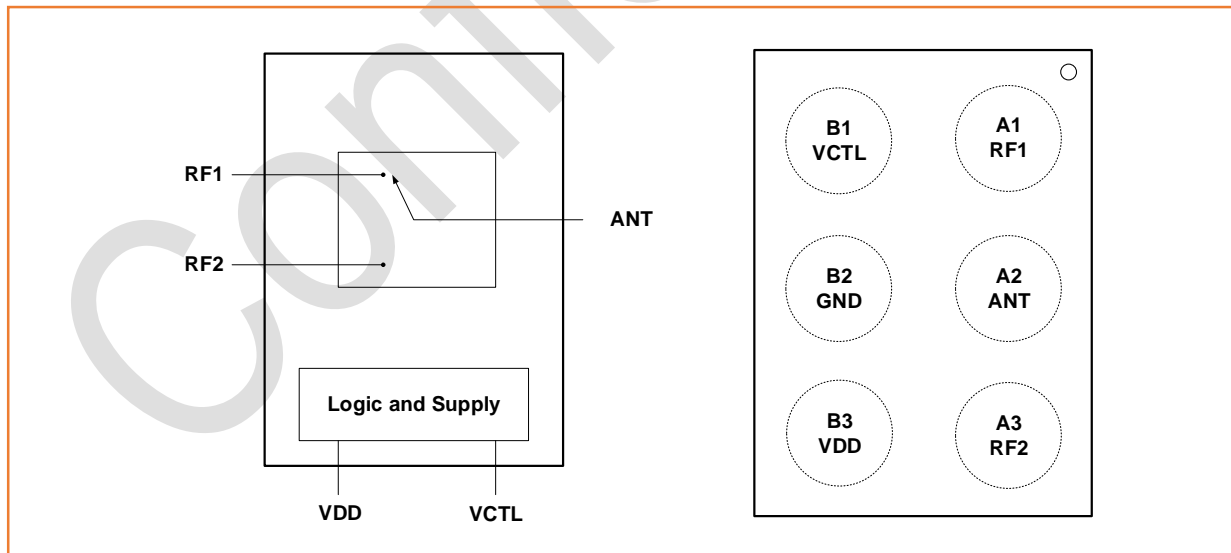 RF1
ANT
RF2
Logic and Supply
VDD
VCTL
B1
VCTL
A1
RF1
B2
GND
A2
ANT
B3
VDD
A3
RF2